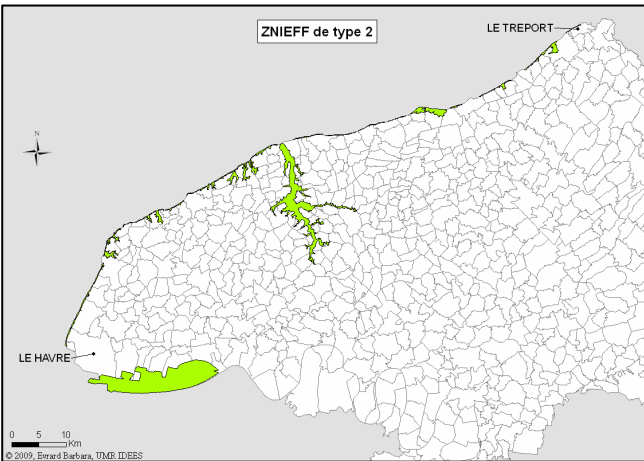 ZNIEFF de type 2
LE TREPORT
N
LE HAVRE
0 5 10
Km
© 2009, Evrard Barbara, UMR IDEES